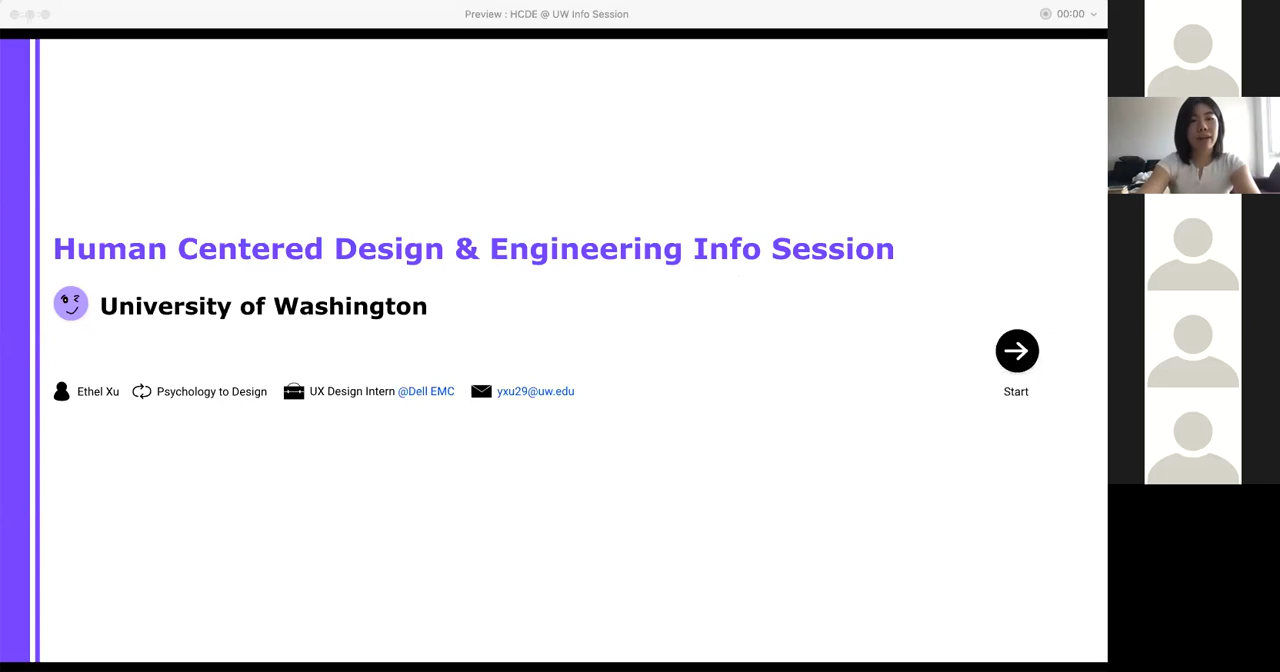 Preview : HCDE @ UW Info Session
00:00
Human Centered Design & Engineering Info Session
University of Washington
Ethel Xu Psychology to Design UX Design Intern @Dell EMC yxu29@uw.edu
Start